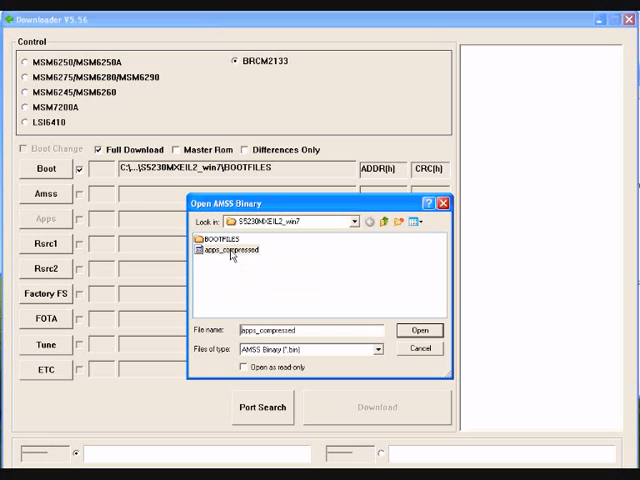 Downloader V5.56
Control
MSM6250/MSM6250A
BRCM2133
MSM6275/MSM6280/MSM6290
MSM6245/MSM6260
MSM7200A
LSI6410
Boot Change
Full Download
Master Rom
Differences Only
Boot
C:\...\S5230MXEIL2_win7\BOOTFILES
ADDR(h)
CRC(h)
Amss
Apps
Rsrc1
Rsrc2
Factory FS
FOTA
Tune
ETC
Open AMSS Binary
Look in:
S5230MXEIL2_win7
BOOTFILES
apps_compressed
File name:
apps_compressed
Open
Files of type:
AMSS Binary (*.bin)
Cancel
Open as read only
Port Search
Download